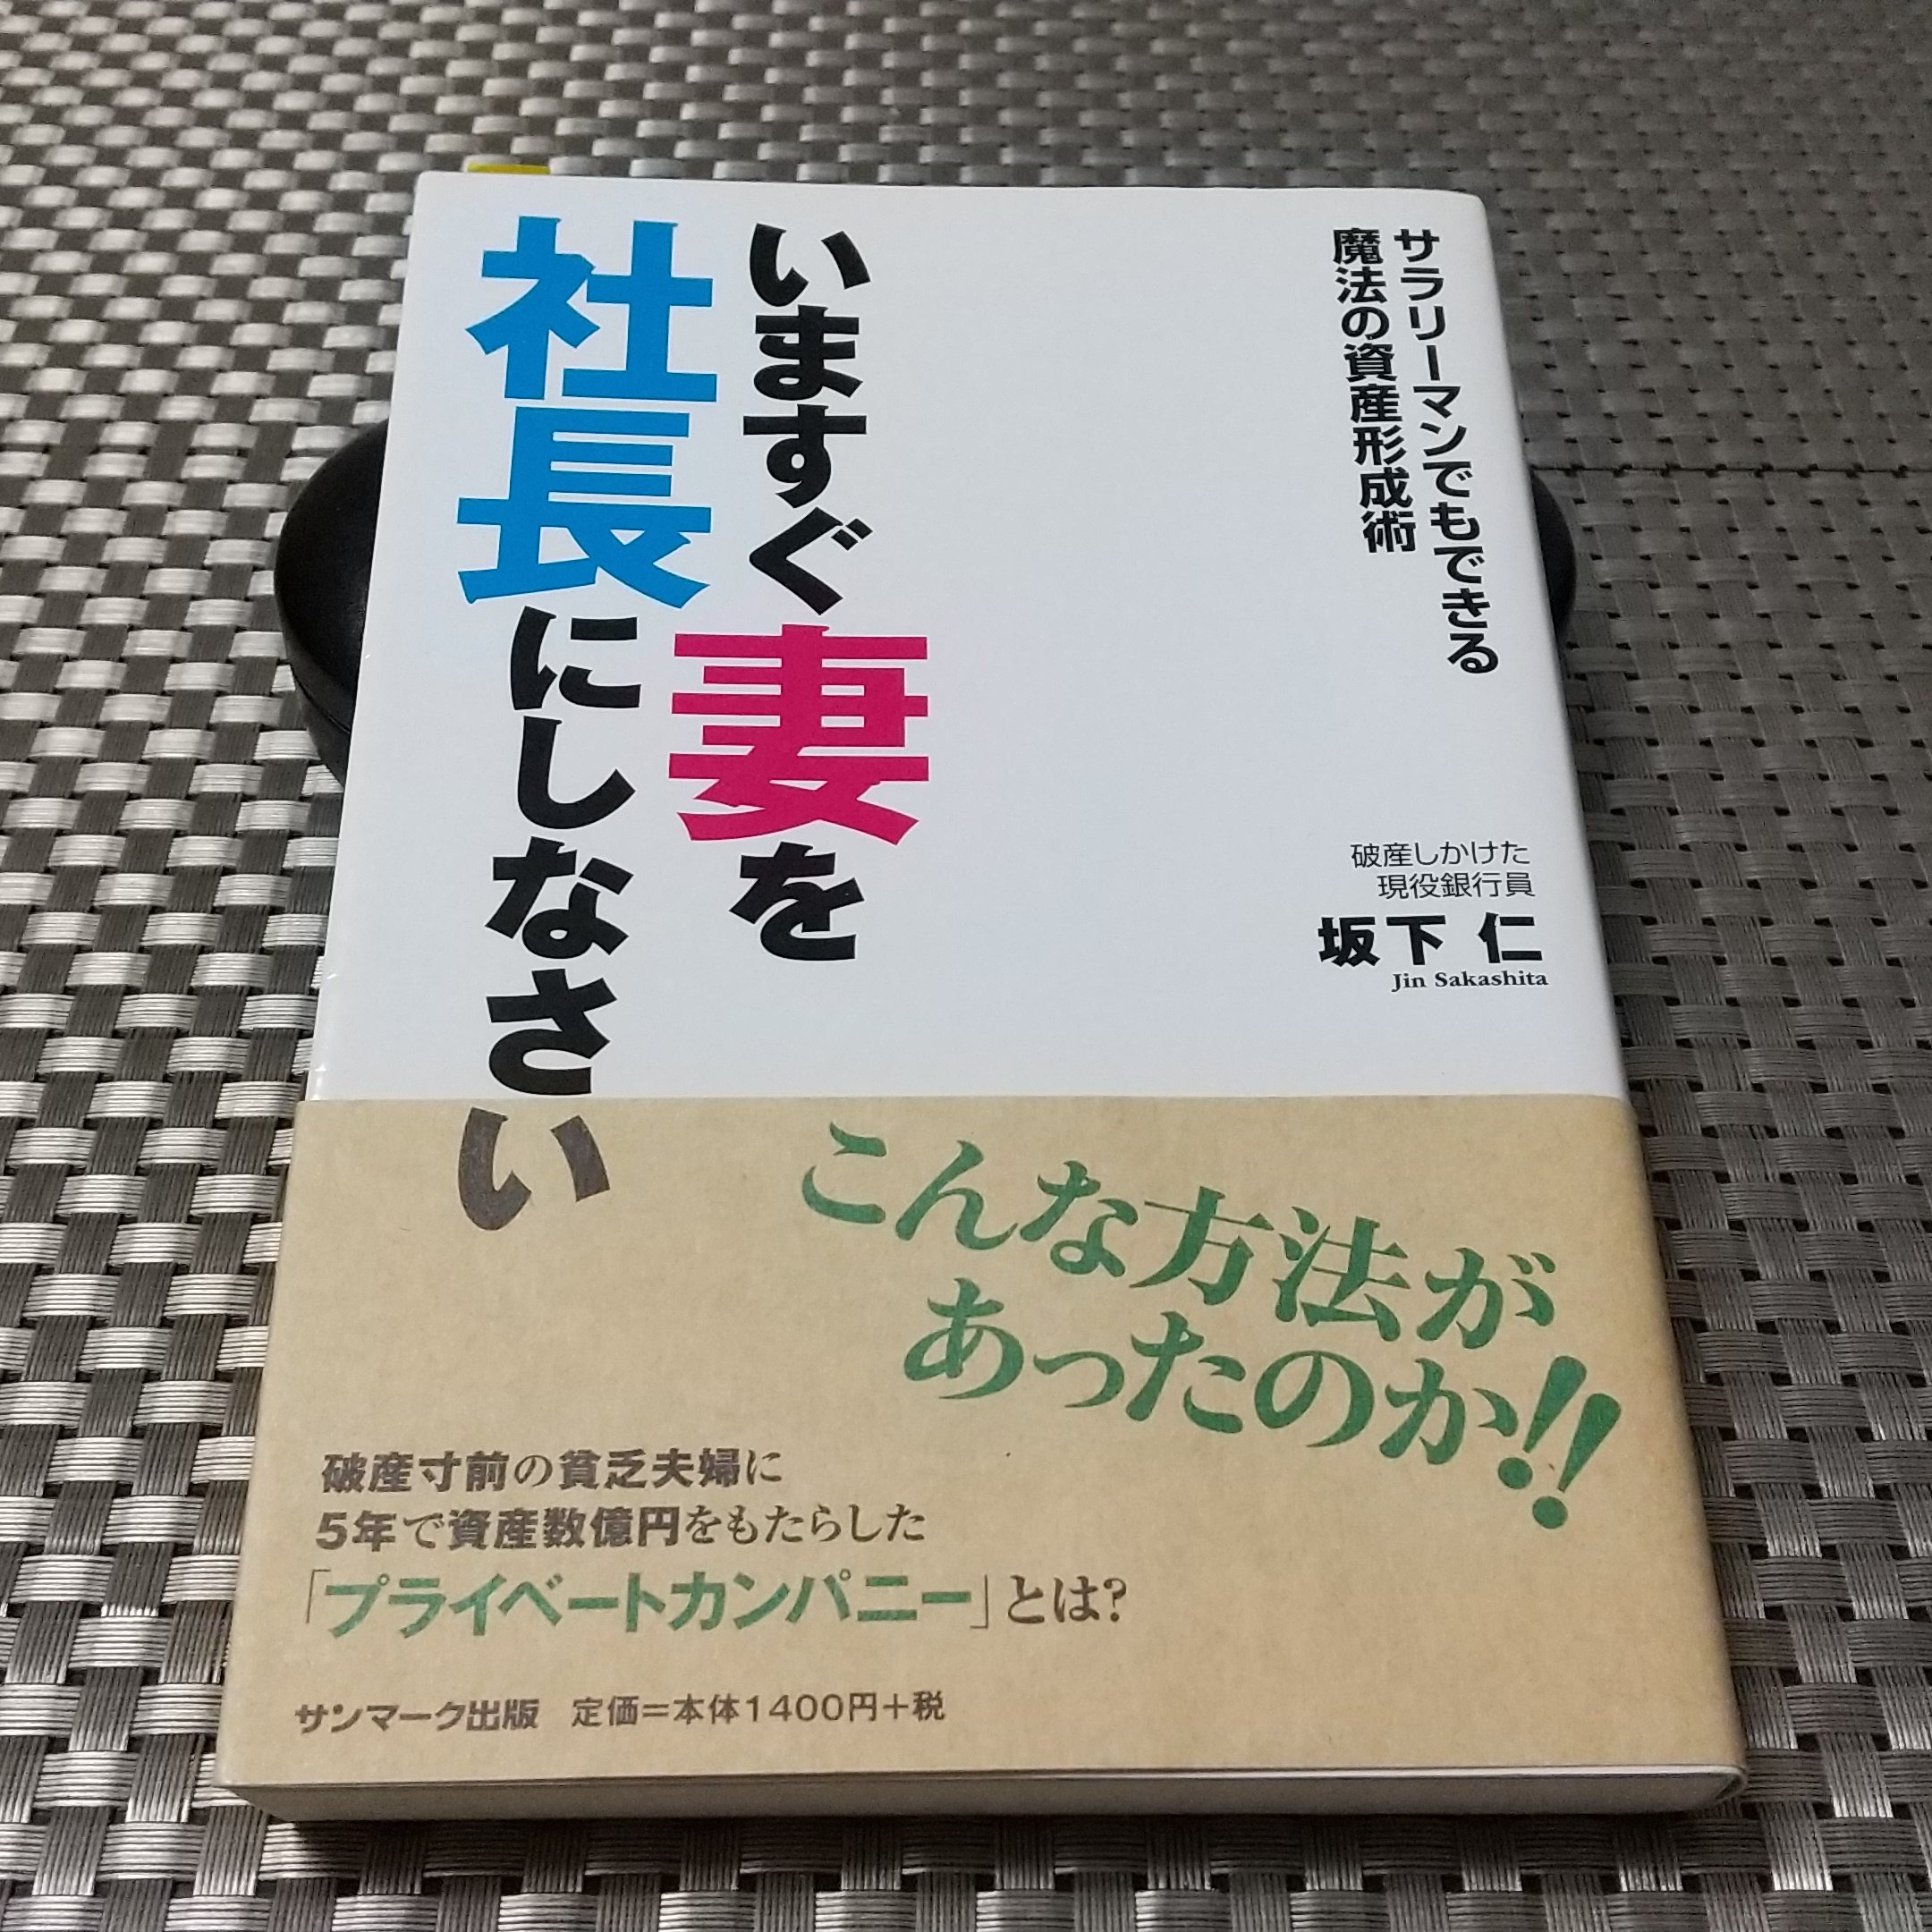 サラリーマンでもできる
魔法の資産形成術
いますぐ妻を
社長にしなさい
破産しかけた
現役銀行員
坂下 仁
Jin Sakashita
こんな方法が
あったのか!!
破産寸前の貧乏夫婦に
5年で資産数億円をもたらした
「プライベートカンパニー」とは?
サンマーク出版 定価=本体1400円+税